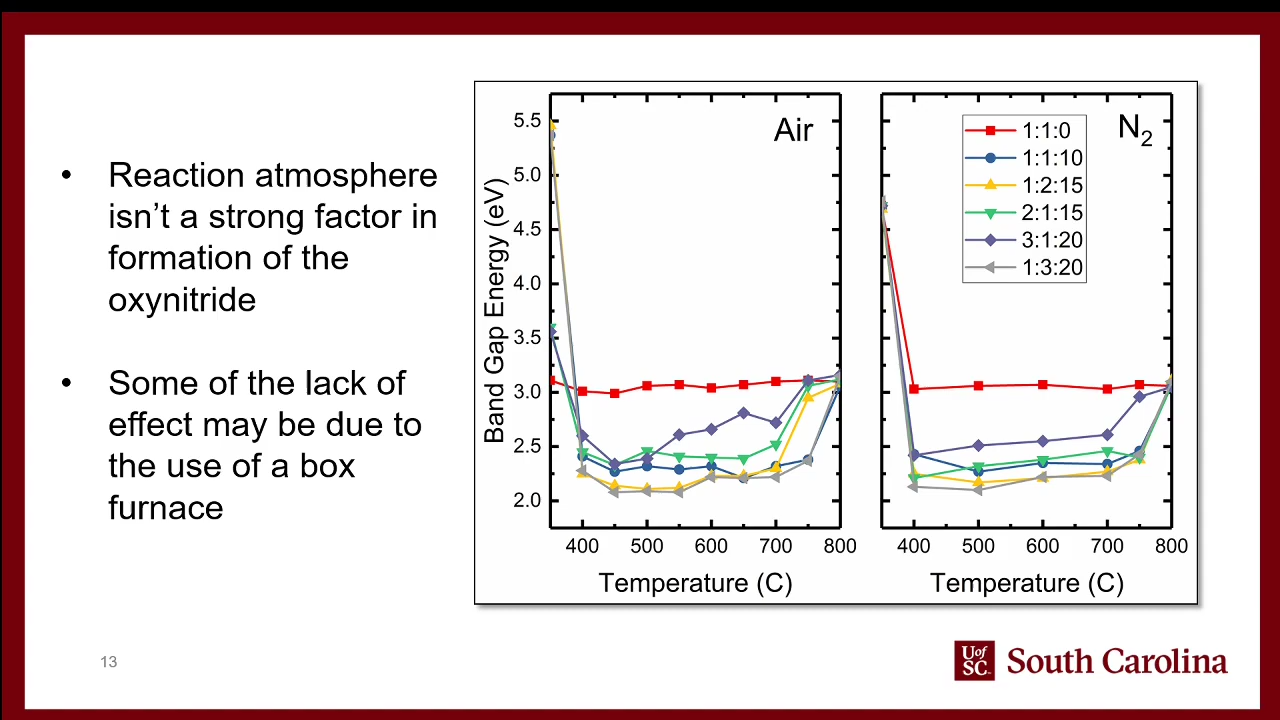 • Reaction atmosphere
isn’t a strong factor in
formation of the
oxynitride
• Some of the lack of
effect may be due to
the use of a box
furnace
Band Gap Energy (eV)
5.5
5.0
4.5
4.0
3.5
3.0
2.5
2.0
Air
400 500 600 700 800
Temperature (C)
N2
1:1:0
1:1:10
1:2:15
2:1:15
3:1:20
1:3:20
400 500 600 700 800
Temperature (C)
13
UofSC South Carolina